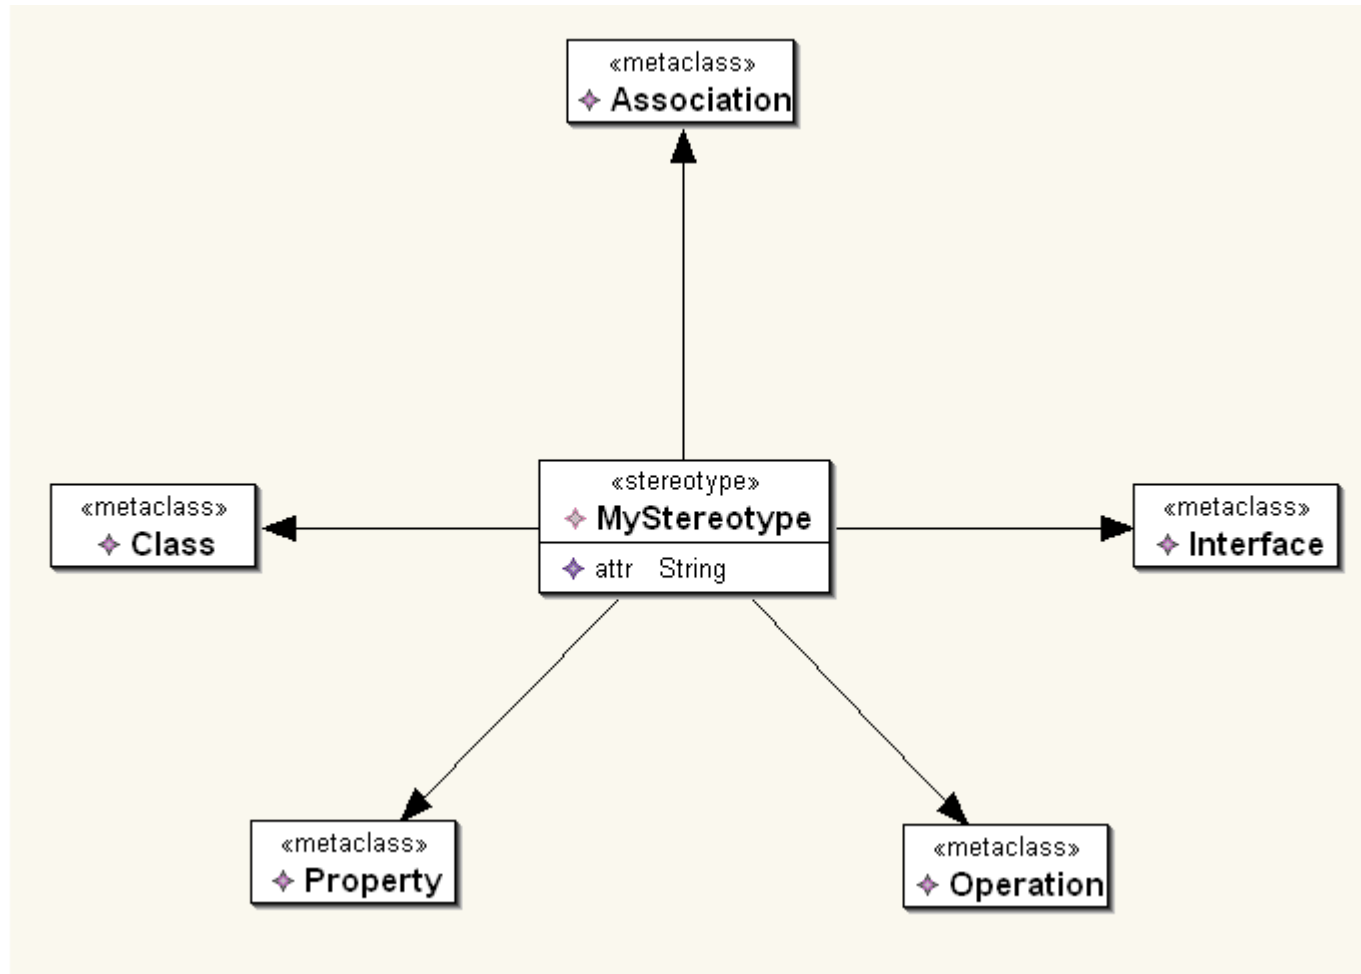 «metaclass»
Association
«stereotype»
MyStereotype
attr String
«metaclass»
Class
«metaclass»
Interface
«metaclass»
Property
«metaclass»
Operation